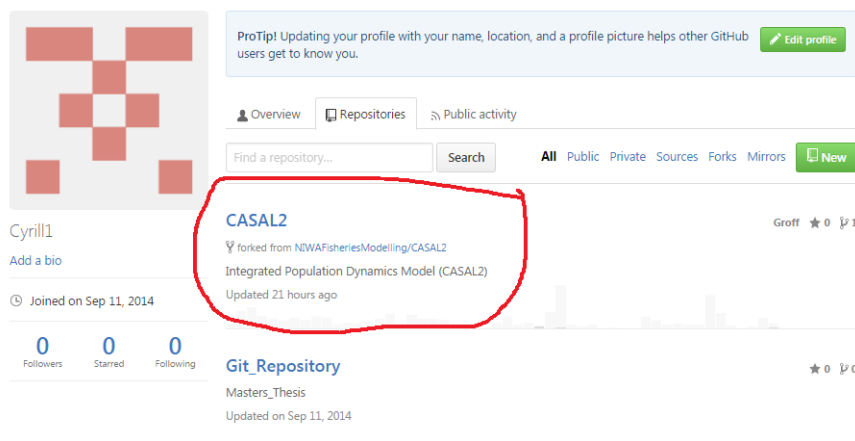 ProTip! Updating your profile with your name, location, and a profile picture helps other GitHub
users get to know you.
Edit profile
Overview
Repositories
Public activity
Find a repository...
Search
All
Public
Private
Sources
Forks
Mirrors
New
Cyrill1
Add a bio
Joined on Sep 11, 2014
0
Followers
0
Starred
0
Following
CASAL2
Groff
0
1
forked from NIWAFisheriesModelling/CASAL2
Integrated Population Dynamics Model (CASAL2)
Updated 21 hours ago
Git_Repository
0
0
Masters_Thesis
Updated on Sep 11, 2014